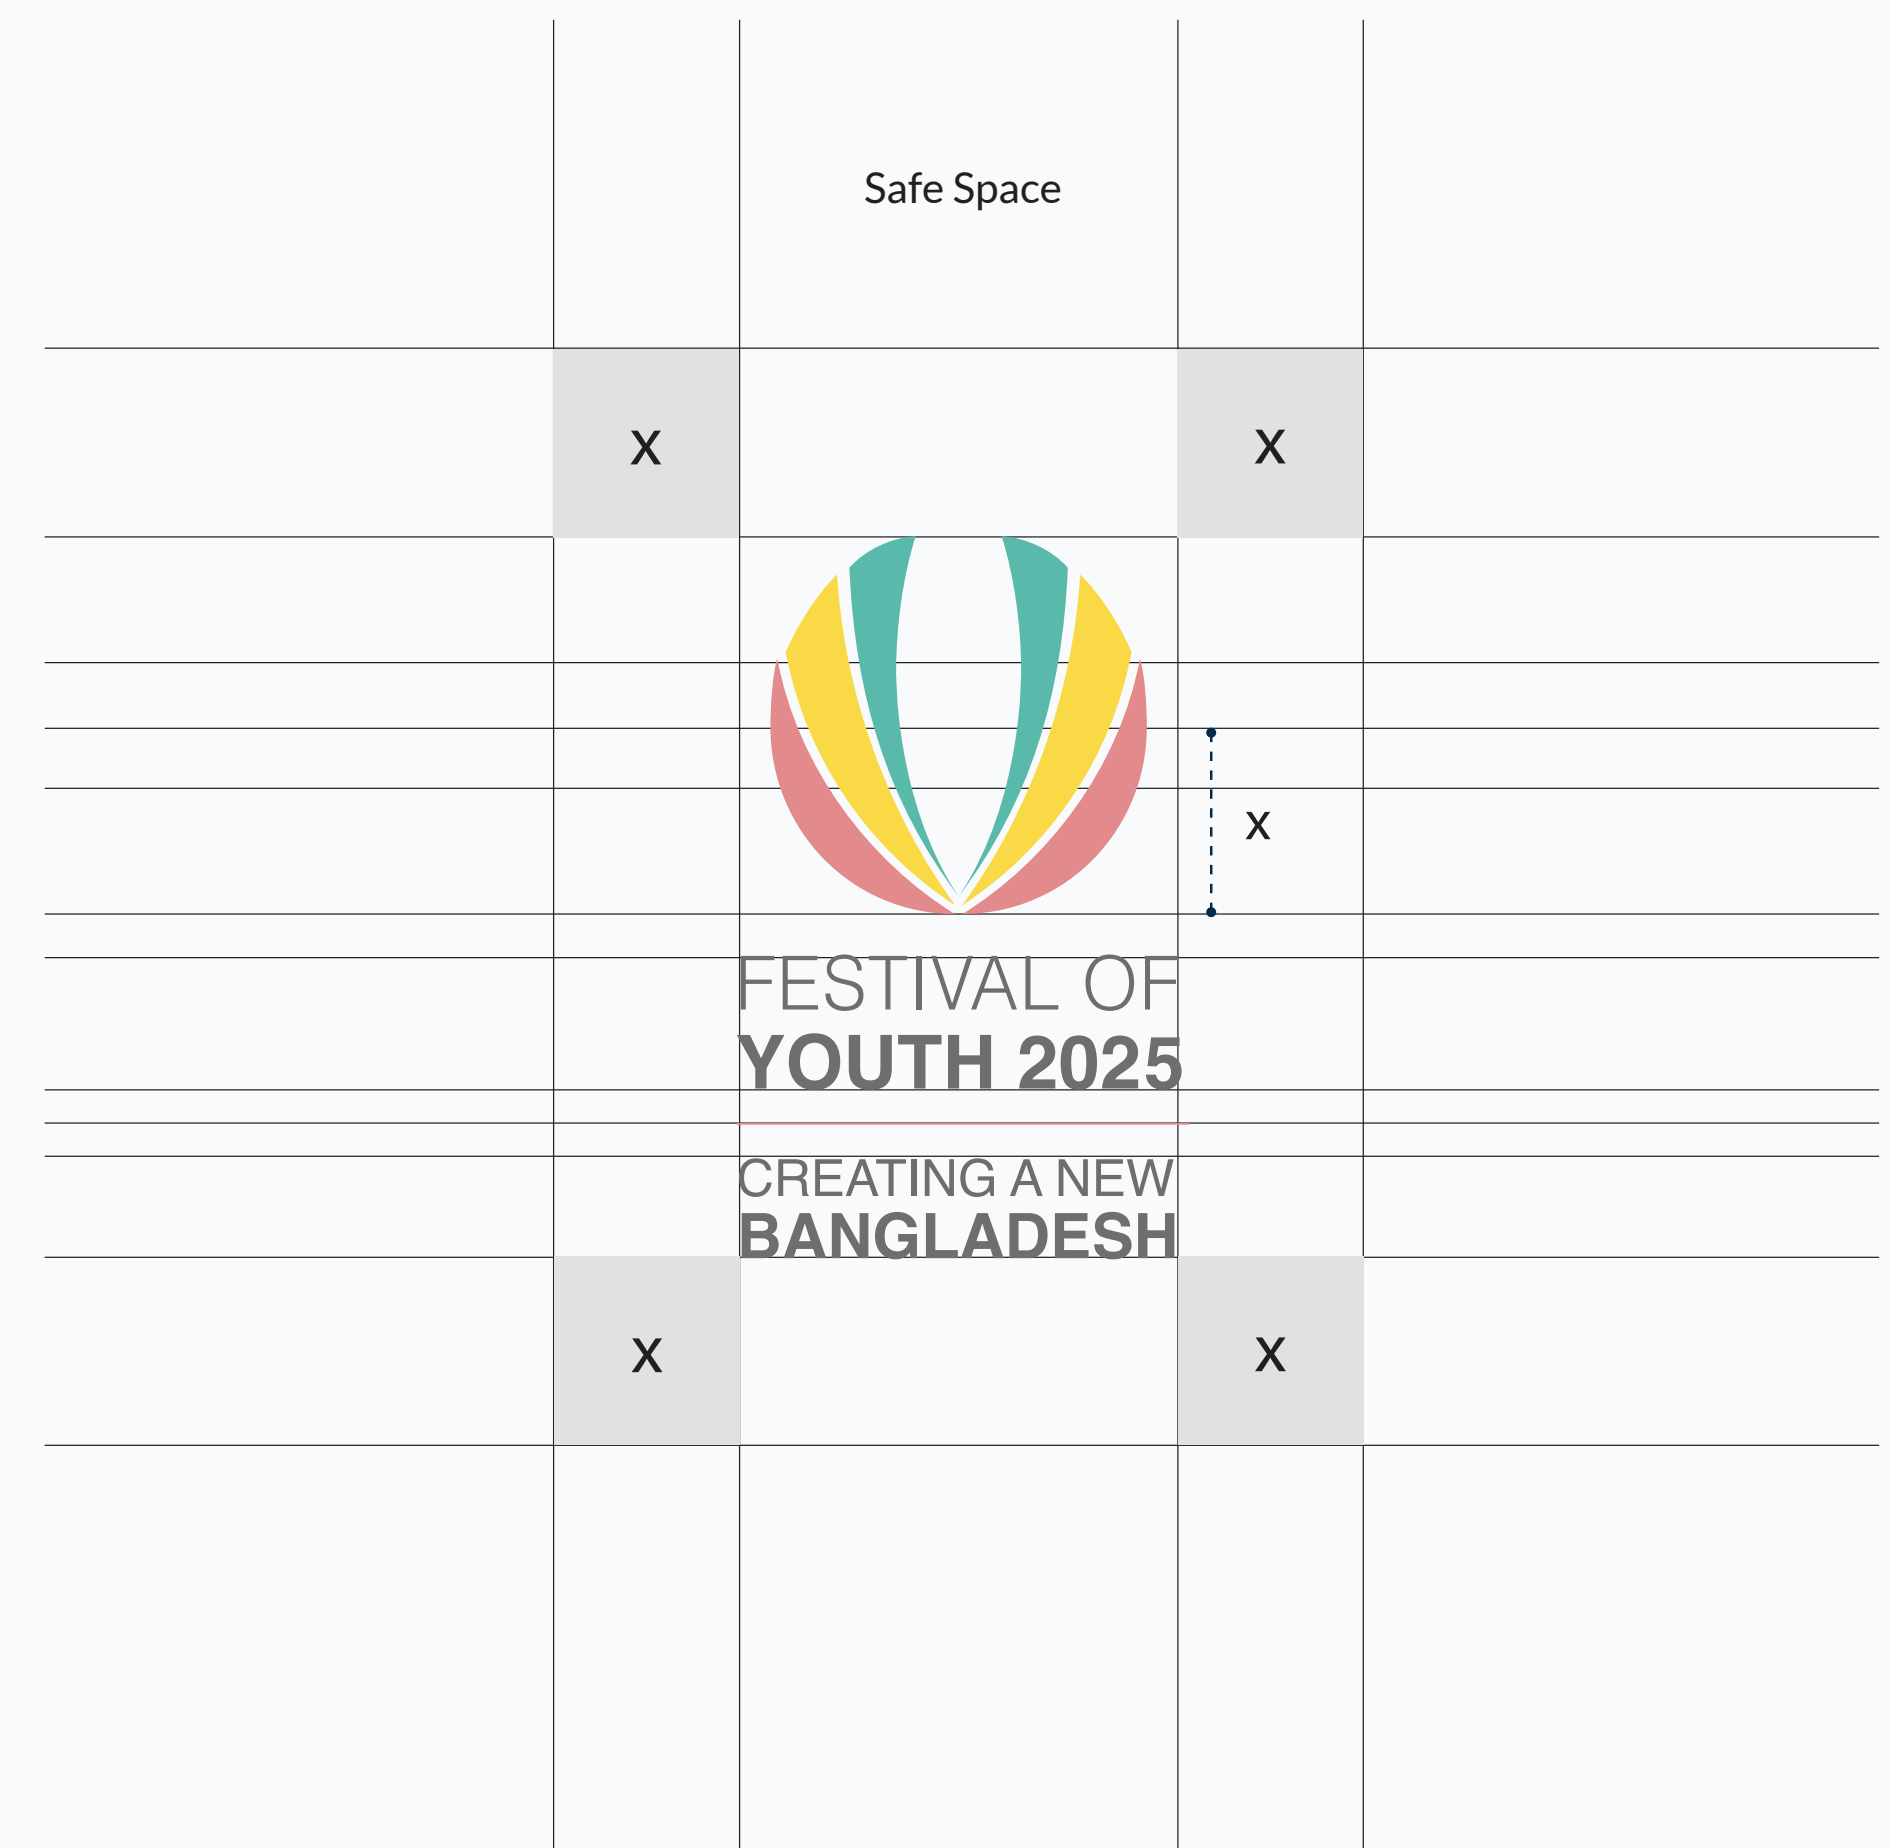 Safe Space
X X
X
FESTIVAL OF
YOUTH 2025
CREATING A NEW
BANGLADESH
X X